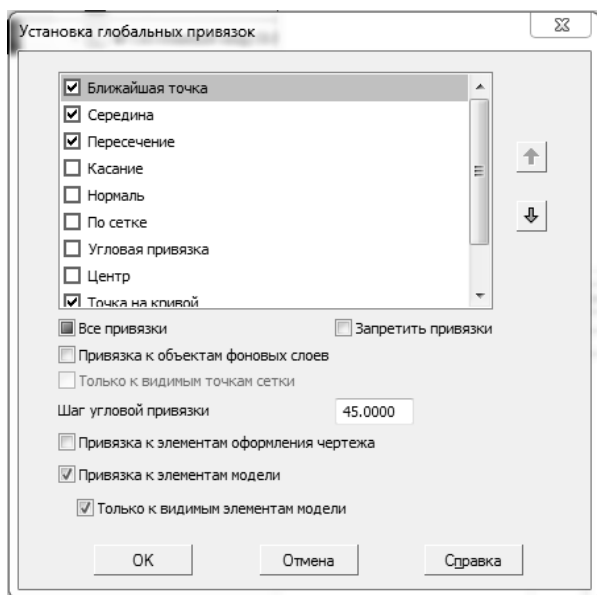 Установка глобальных привязок
Ближайшая точка
Середина
Пересечение
Касание
Нормаль
По сетке
Угловая привязка
Центр
Точка на кривой
Все привязки
Запретить привязки
Привязка к объектам фоновых слоев
Только к видимым точкам сетки
Шаг угловой привязки 45.0000
Привязка к элементам оформления чертежа
Привязка к элементам модели
Только к видимым элементам модели
OK Отмена Справка